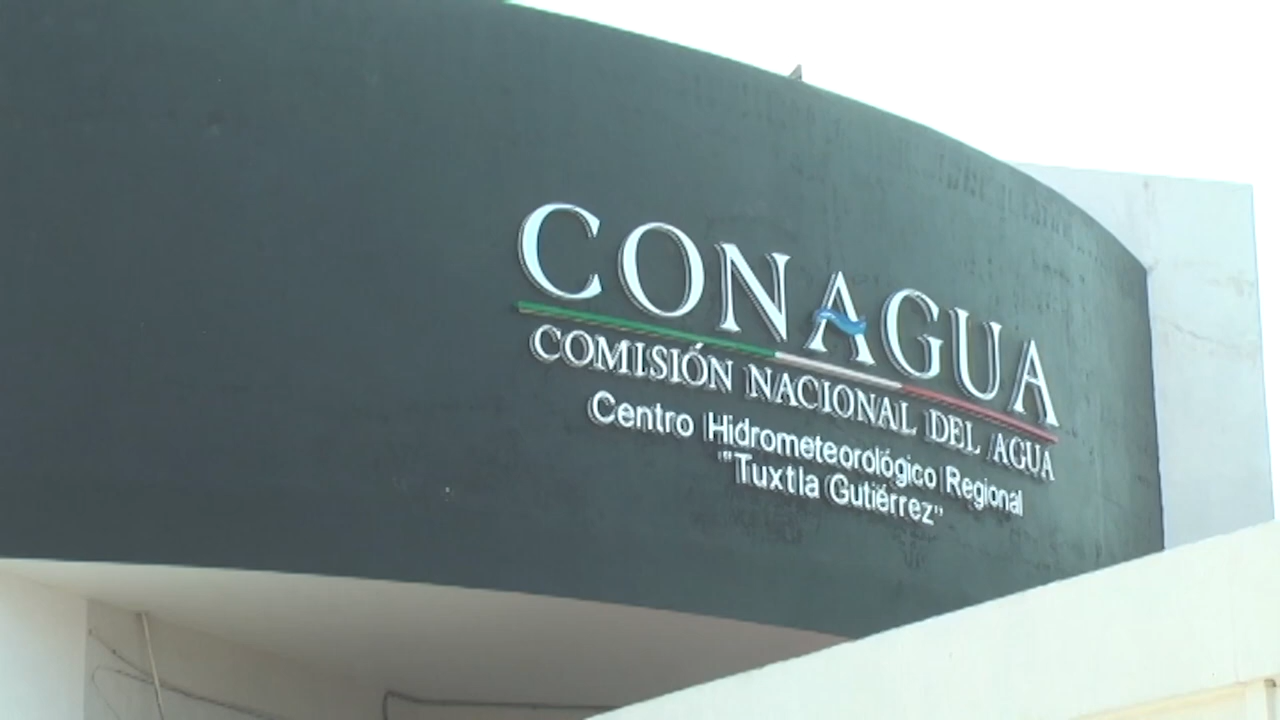 CONAGUA
COMISIÓN NACIONAL DEL AGUA
Centro Hidrometeorológico Regional
"Tuxtla Gutiérrez"